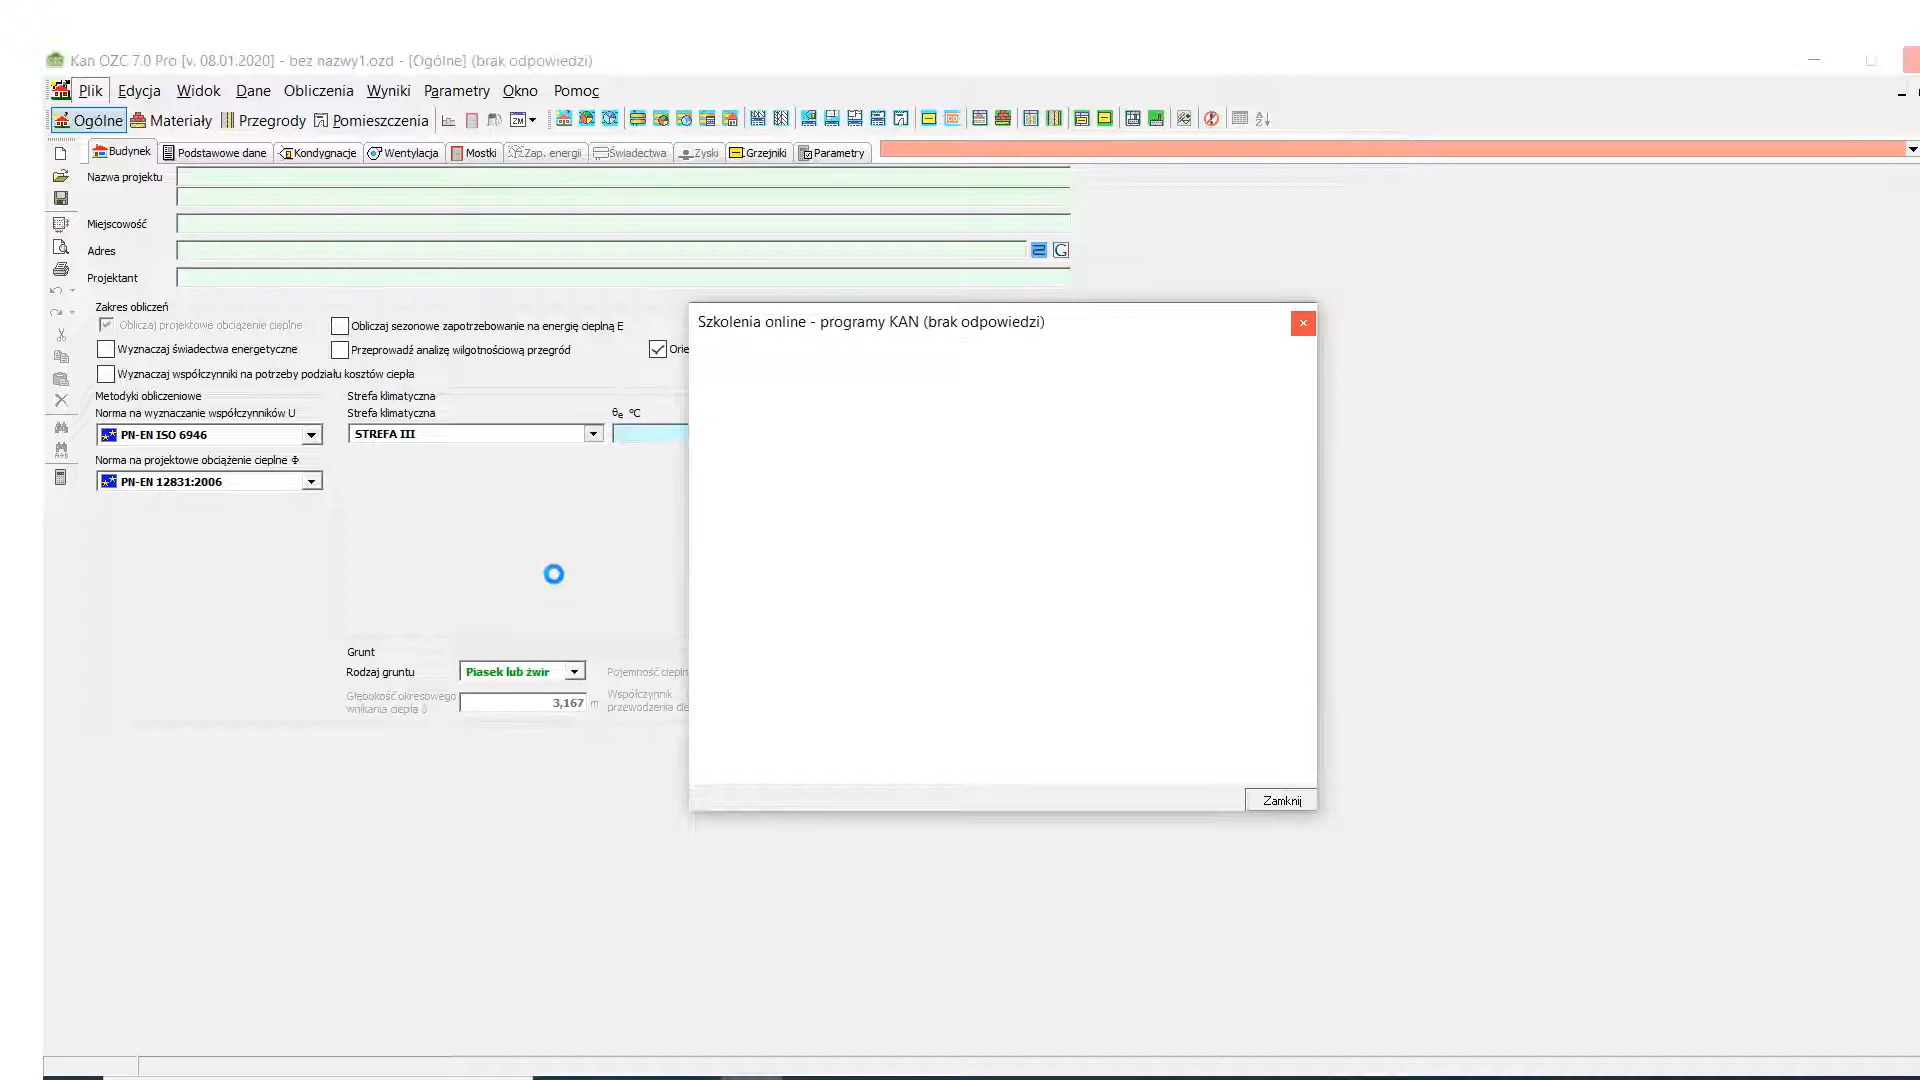 Kan OZC 7.0 Pro [v. 08.01.2020] - bez nazwy1.ozd - [Ogólne] (brak odpowiedzi)
Plik Edycja Widok Dane Obliczenia Wyniki Parametry Okno Pomoc
Ogólne Materiały Przegrody Pomieszczenia ZM
Budynek Podstawowe dane Kondygnacje Wentylacja Mostki Zap. energii Świadectwa Zyski Grzejniki Parametry
Nazwa projektu
Miejscowość
Adres
G
Projektant
Zakres obliczeń
Obliczaj projektowe obciążenie cieplne
Obliczaj sezonowe zapotrzebowanie na energię cieplną E
Wyznaczaj świadectwa energetyczne
Przeprowadź analizę wilgotnościową przegród
Orie
Wyznaczaj współczynniki na potrzeby podziału kosztów ciepła
Metodyki obliczeniowe
Norma na wyznaczanie współczynników U
PN-EN ISO 6946
Norma na projektowe obciążenie cieplne Φ
PN-EN 12831:2006
Strefa klimatyczna
Strefa klimatyczna
θe °C
STREFA III
Grunt
Rodzaj gruntu
Piasek lub żwir
Pojemność cieplń
Głębokość okresowego
wnikania ciepła δ
3,167 m
Współczynnik
przewodzenia cie
Szkolenia online - programy KAN (brak odpowiedzi)
Zamknij